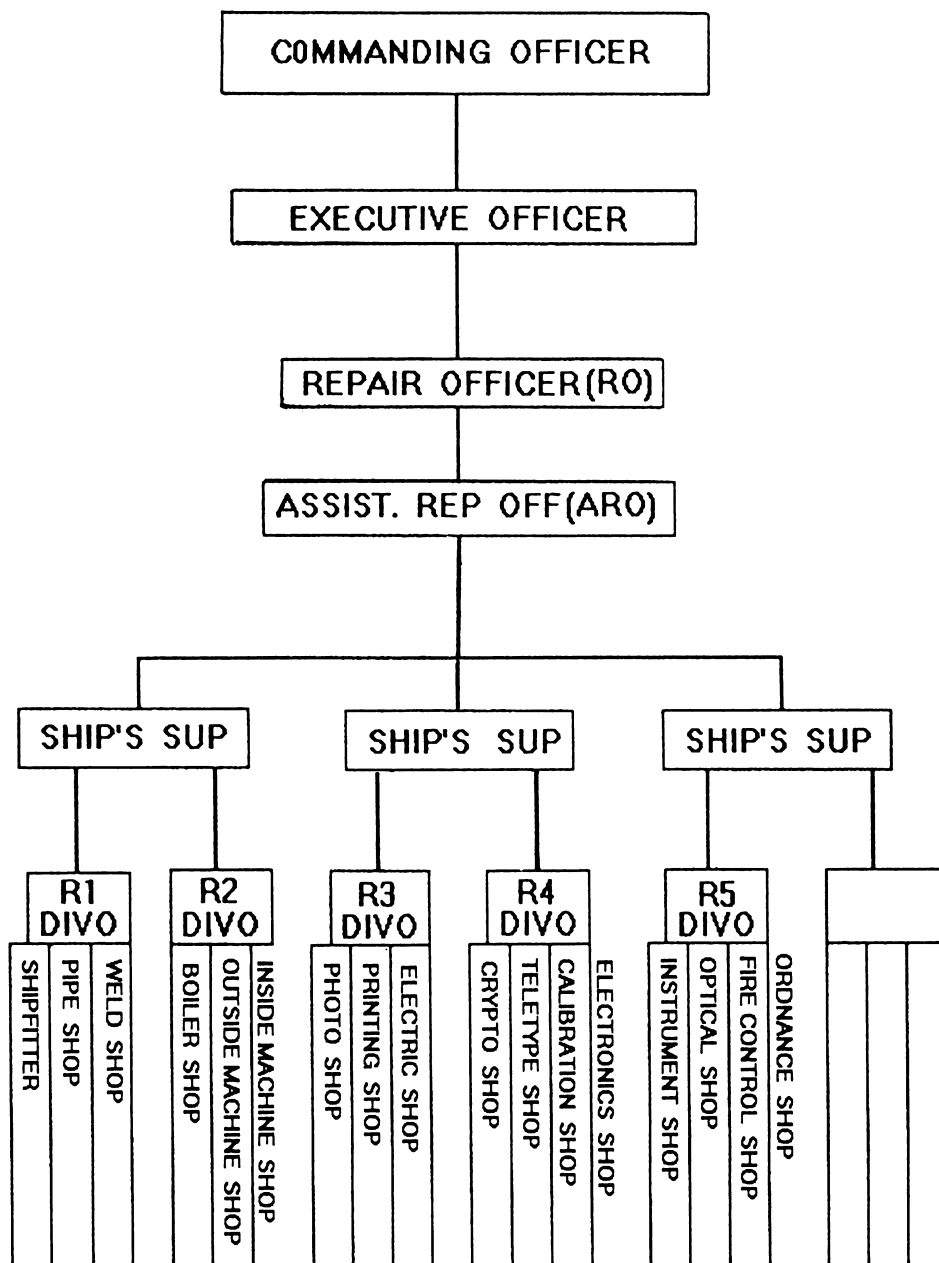 COMMANDING OFFICER
EXECUTIVE OFFICER
REPAIR OFFICER(RO)
ASSIST. REP OFF(ARO)
SHIP'S SUP
SHIP'S SUP
SHIP'S SUP
R1
DIVO
R2
DIVO
R3
DIVO
R4
DIVO
R5
DIVO
SHIPFITTER
PIPE SHOP
WELD SHOP
BOILER SHOP
OUTSIDE MACHINE SHOP
INSIDE MACHINE SHOP
PHOTO SHOP
PRINTING SHOP
ELECTRIC SHOP
CRYPTO SHOP
TELETYPE SHOP
CALIBRATION SHOP
ELECTRONICS SHOP
INSTRUMENT SHOP
OPTICAL SHOP
FIRE CONTROL SHOP
ORDNANCE SHOP